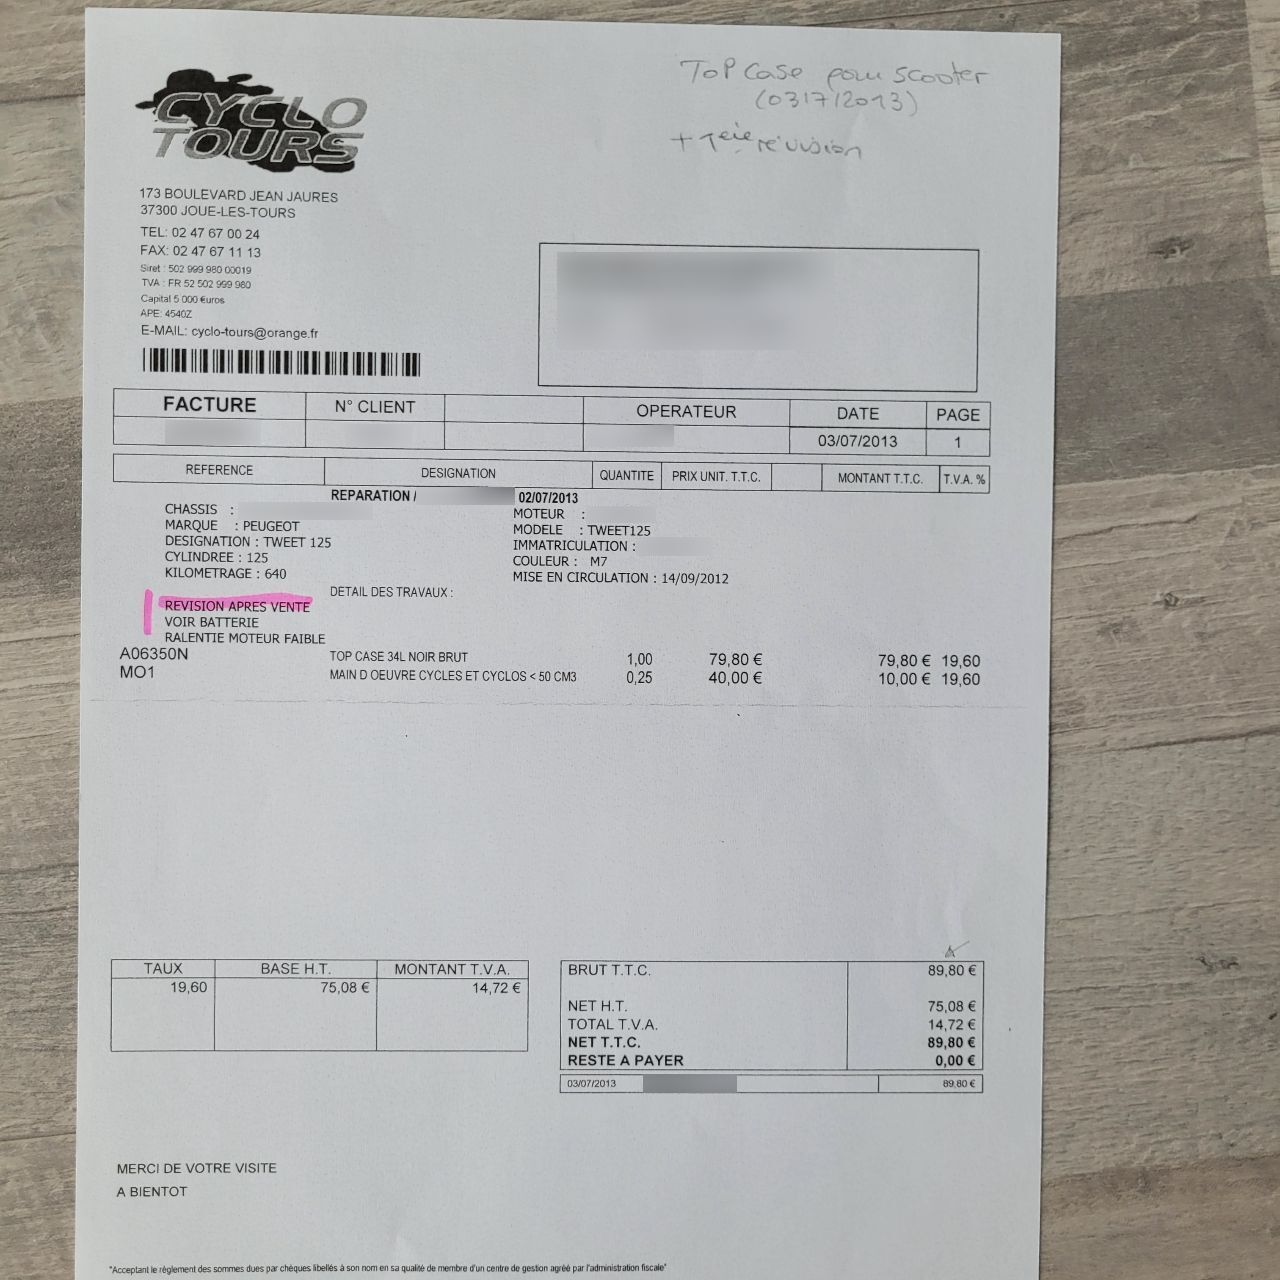 TOP Case pour scooter
(03/7/2013)
+ 1ere révision
CYCLO
TOURS
173 BOULEVARD JEAN JAURES
37300 JOUE-LES-TOURS
TEL: 02 47 67 00 24
FAX: 02 47 67 11 13
Siret : 502 999 980 00019
TVA : FR 52 502 999 980
Capital 5 000 €uros
APE: 4540Z
E-MAIL: cyclo-tours@orange.fr
FACTURE N° CLIENT OPERATEUR DATE PAGE
03/07/2013 1
REFERENCE DESIGNATION QUANTITE PRIX UNIT. T.T.C. MONTANT T.T.C. T.V.A. %
REPARATION / 02/07/2013
CHASSIS : MOTEUR :
MARQUE : PEUGEOT MODELE : TWEET125
DESIGNATION : TWEET 125 IMMATRICULATION :
CYLINDREE : 125 COULEUR : M7
KILOMETRAGE : 640 MISE EN CIRCULATION : 14/09/2012
DETAIL DES TRAVAUX :
REVISION APRES VENTE
VOIR BATTERIE
RALENTIE MOTEUR FAIBLE
A06350N TOP CASE 34L NOIR BRUT 1,00 79,80 € 79,80 € 19,60
MO1 MAIN D OEUVRE CYCLES ET CYCLOS < 50 CM3 0,25 40,00 € 10,00 € 19,60
TAUX BASE H.T. MONTANT T.V.A.
19,60 75,08 € 14,72 €
BRUT T.T.C. 89,80 €
NET H.T. 75,08 €
TOTAL T.V.A. 14,72 €
NET T.T.C. 89,80 €
RESTE A PAYER 0,00 €
03/07/2013 89,80 €
MERCI DE VOTRE VISITE
A BIENTOT
"Acceptant le règlement des sommes dues par chèques libellés à son nom en sa qualité de membre d'un centre de gestion agréé par l'administration fiscale"